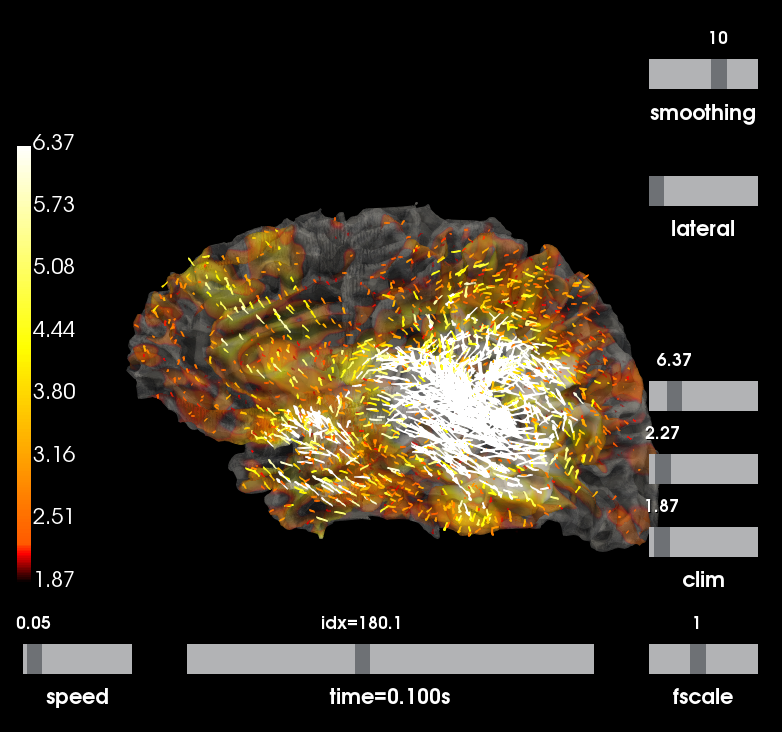 10
smoothing
6.37
5.73
lateral
5.08
4.44
6.37
3.80
2.27
3.16
1.87
2.51
1.87
clim
0.05
idx=180.1
1
speed
time=0.100s
fscale